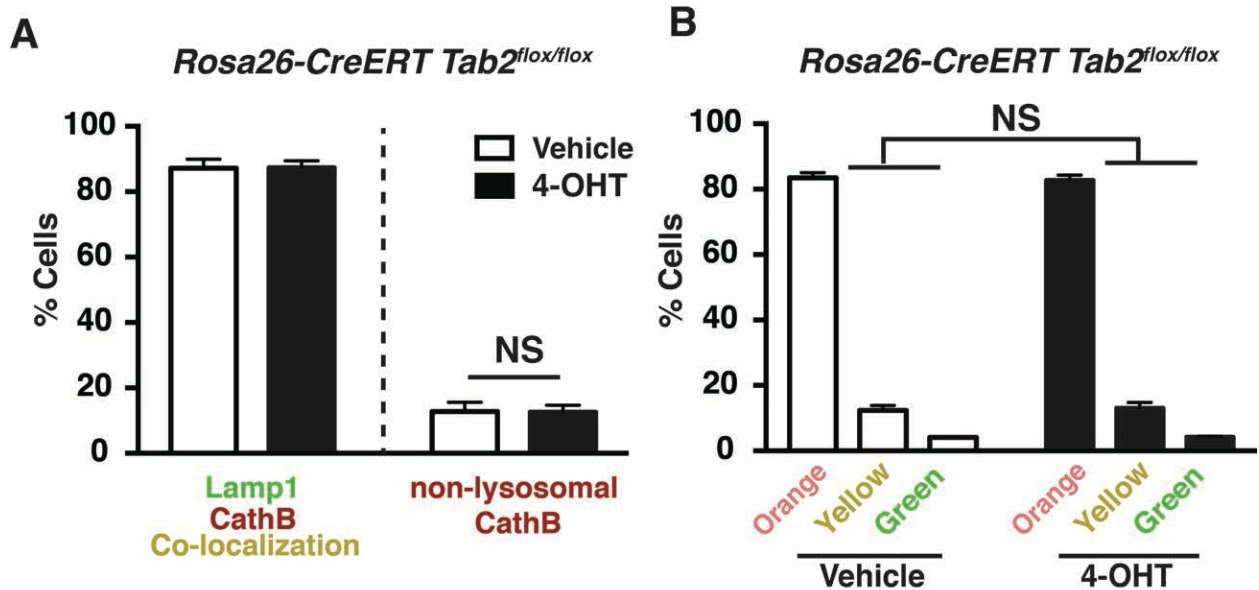 A
Rosa26-CreERT Tab2flox/flox
% Cells
100
80
60
40
20
0
Vehicle
4-OHT
NS
Lamp1
CathB
Co-localization
non-lysosomal
CathB
B
Rosa26-CreERT Tab2flox/flox
NS
% Cells
100
80
60
40
20
0
Orange
Yellow
Green
Orange
Yellow
Green
Vehicle
4-OHT